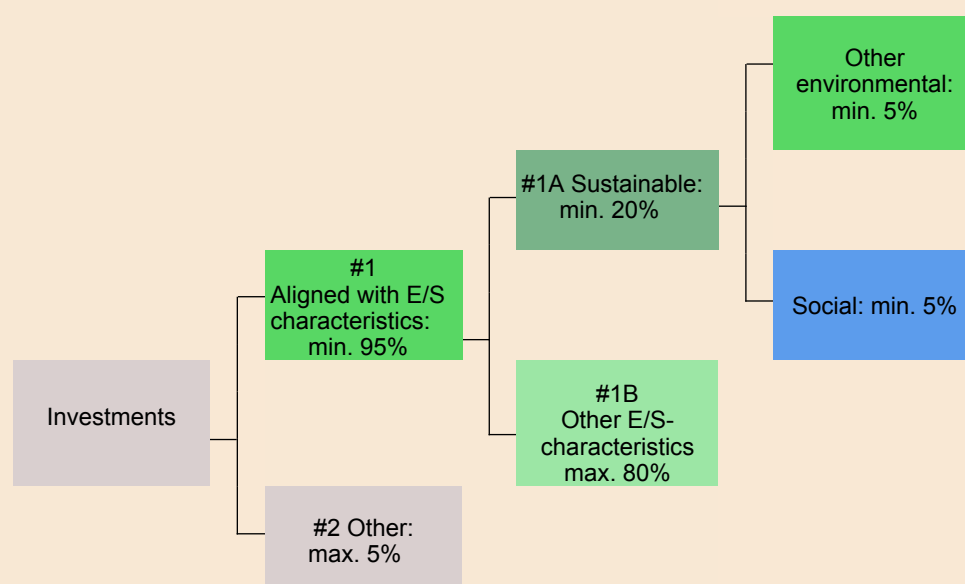 Investments
#1
Aligned with E/S
characteristics:
min. 95%
#2 Other:
max. 5%
#1A Sustainable:
min. 20%
#1B
Other E/S-
characteristics
max. 80%
Other
environmental:
min. 5%
Social: min. 5%